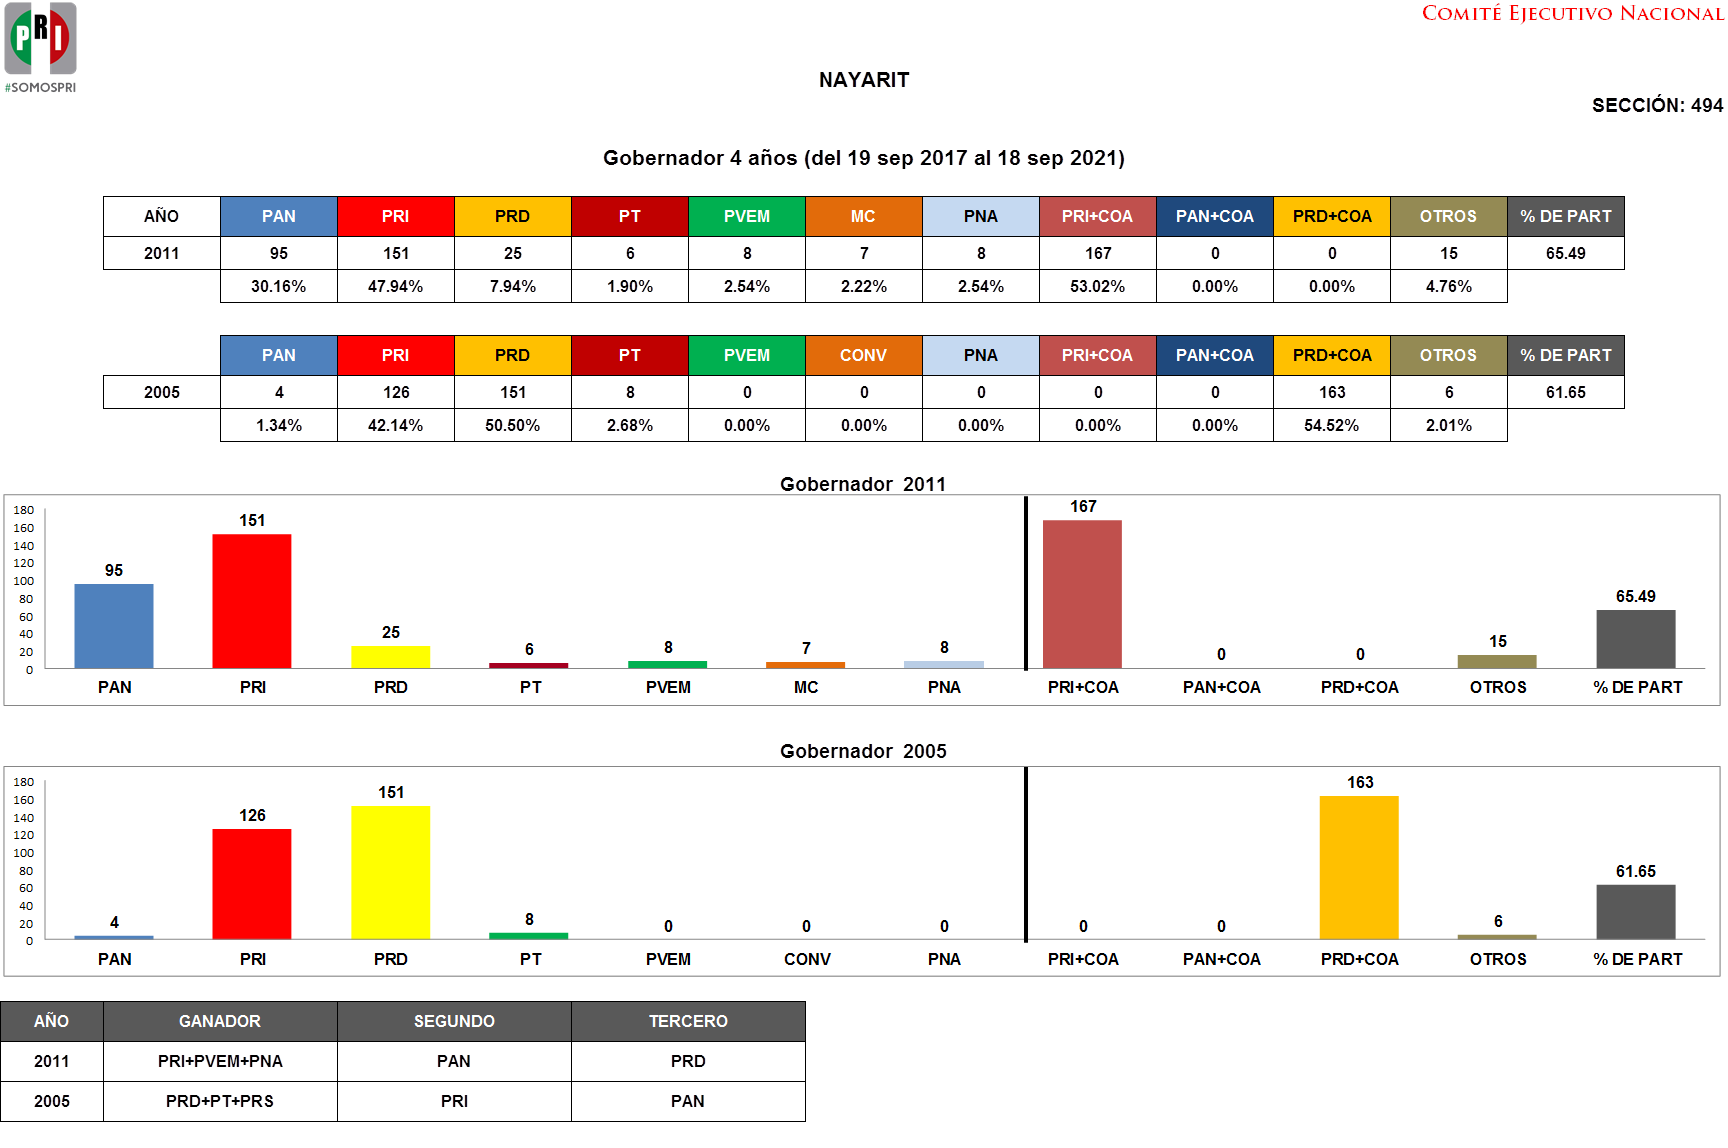 PRI
#SOMOSPRI
COMITÉ EJECUTIVO NACIONAL
NAYARIT
SECCIÓN: 494
Gobernador 4 años (del 19 sep 2017 al 18 sep 2021)
AÑO PAN PRI PRD PT PVEM MC PNA PRI+COA PAN+COA PRD+COA OTROS % DE PART
2011 95 151 25 6 8 7 8 167 0 0 15 65.49
30.16% 47.94% 7.94% 1.90% 2.54% 2.22% 2.54% 53.02% 0.00% 0.00% 4.76%
PAN PRI PRD PT PVEM CONV PNA PRI+COA PAN+COA PRD+COA OTROS % DE PART
2005 4 126 151 8 0 0 0 0 0 163 6 61.65
1.34% 42.14% 50.50% 2.68% 0.00% 0.00% 0.00% 0.00% 0.00% 54.52% 2.01%
Gobernador 2011
180
160
140
120
100
80
60
40
20
0
95 151 25 6 8 7 8 167 0 0 15 65.49
PAN PRI PRD PT PVEM MC PNA PRI+COA PAN+COA PRD+COA OTROS % DE PART
Gobernador 2005
180
160
140
120
100
80
60
40
20
0
4 126 151 8 0 0 0 0 0 163 6 61.65
PAN PRI PRD PT PVEM CONV PNA PRI+COA PAN+COA PRD+COA OTROS % DE PART
AÑO GANADOR SEGUNDO TERCERO
2011 PRI+PVEM+PNA PAN PRD
2005 PRD+PT+PRS PRI PAN